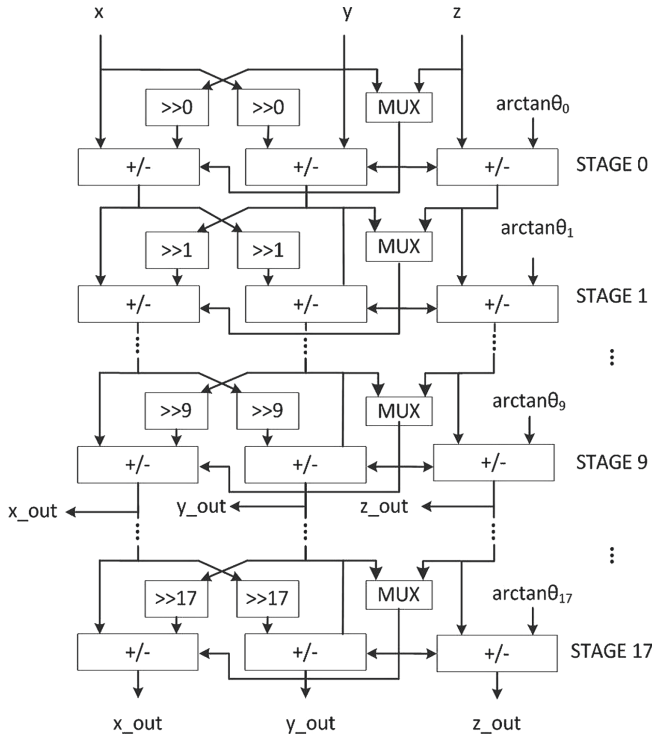 x y z
>>0 >>0 MUX arctanθ0
+/- +/- +/- STAGE 0
>>1 >>1 MUX arctanθ1
+/- +/- +/- STAGE 1
>>9 >>9 MUX arctanθ9
+/- +/- +/- STAGE 9
x_out y_out z_out
>>17 >>17 MUX arctanθ17
+/- +/- +/- STAGE 17
x_out y_out z_out